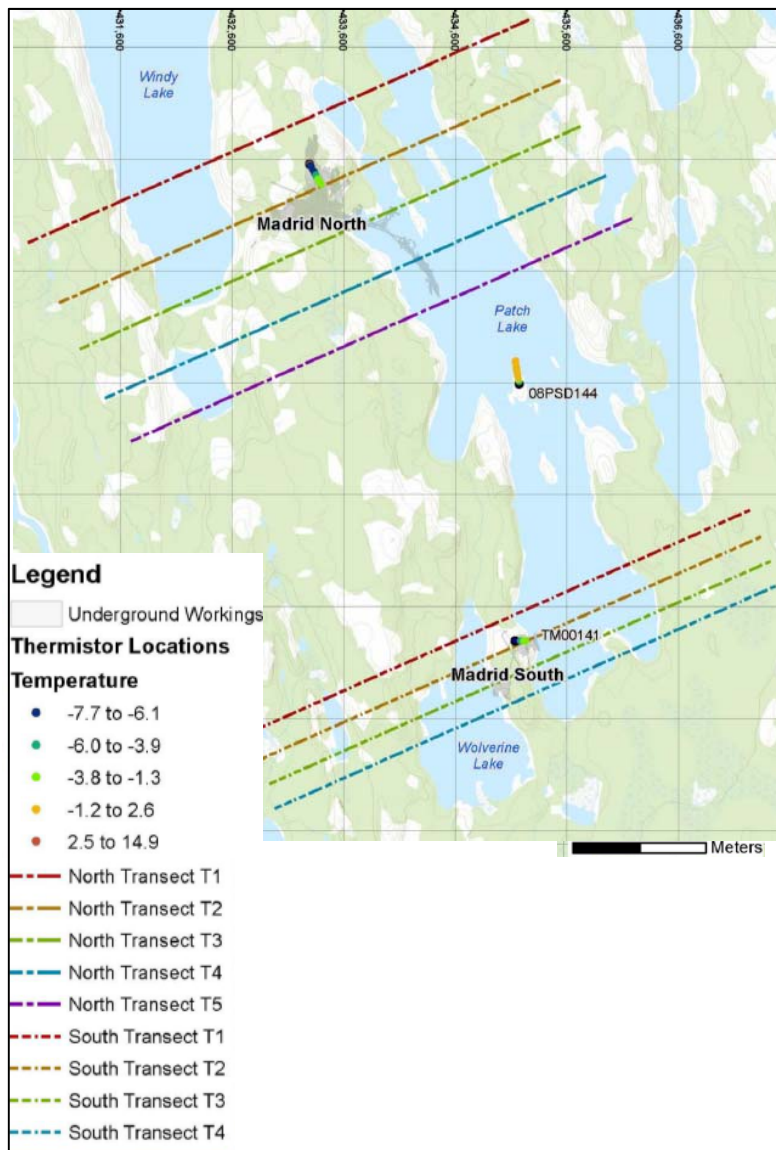 431,600
432,600
433,600
434,600
435,600
436,600
Windy
Lake
Madrid North
Patch
Lake
08PSD144
TM00141
Madrid South
Wolverine
Lake
Meters
Legend
Underground Workings
Thermistor Locations
Temperature
-7.7 to -6.1
-6.0 to -3.9
-3.8 to -1.3
-1.2 to 2.6
2.5 to 14.9
North Transect T1
North Transect T2
North Transect T3
North Transect T4
North Transect T5
South Transect T1
South Transect T2
South Transect T3
South Transect T4